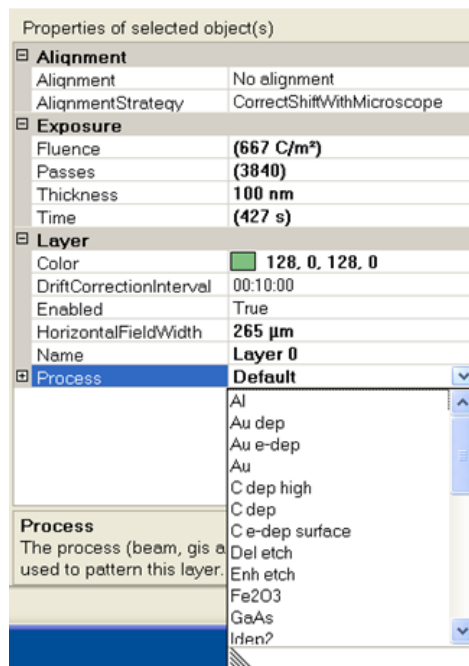 Properties of selected object(s)
Alignment
Alignment No alignment
AlignmentStrategy CorrectShiftWithMicroscope
Exposure
Fluence (667 C/m²)
Passes (3840)
Thickness 100 nm
Time (427 s)
Layer
Color 128, 0, 128, 0
DriftCorrectionInterval 00:10:00
Enabled True
HorizontalFieldWidth 265 µm
Name Layer 0
Process Default
Al
Au dep
Au e-dep
Au
C dep high
C dep
C e-dep surface
Del etch
Enh etch
Fe2O3
GaAs
Idep2
Process
The process (beam, gis a
used to pattern this layer.